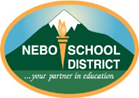 NEBO SCHOOL
DISTRICT
...your partner in education